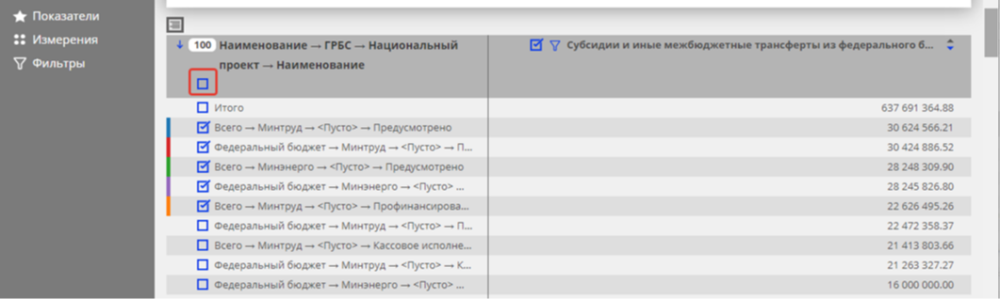 Показатели
Измерения
Фильтры
100 Наименование → ГРБС → Национальный
проект → Наименование
Субсидии и иные межбюджетные трансферты из федерального б...
Итого 637 691 364.88
Всего → Минтруд → <Пусто> → Предусмотрено 30 624 566.21
Федеральный бюджет → Минтруд → <Пусто> → П... 30 424 886.52
Всего → Минэнерго → <Пусто> → Предусмотрено 28 248 309.90
Федеральный бюджет → Минэнерго → <Пусто> ... 28 245 826.80
Всего → Минтруд → <Пусто> → Профинансирова... 22 626 495.26
Федеральный бюджет → Минтруд → <Пусто> → П... 22 472 358.37
Всего → Минтруд → <Пусто> → Кассовое исполне... 21 413 803.66
Федеральный бюджет → Минтруд → <Пусто> → К... 21 263 327.27
Федеральный бюджет → Минэнерго → <Пусто> ... 16 000 000.00